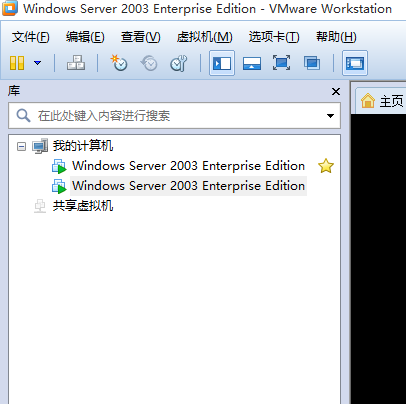 Windows Server 2003 Enterprise Edition - VMware Workstation
文件(F) 编辑(E) 查看(V) 虚拟机(M) 选项卡(T) 帮助(H)
库
主页
在此处键入内容进行搜索
我的计算机
Windows Server 2003 Enterprise Edition
Windows Server 2003 Enterprise Edition
共享虚拟机